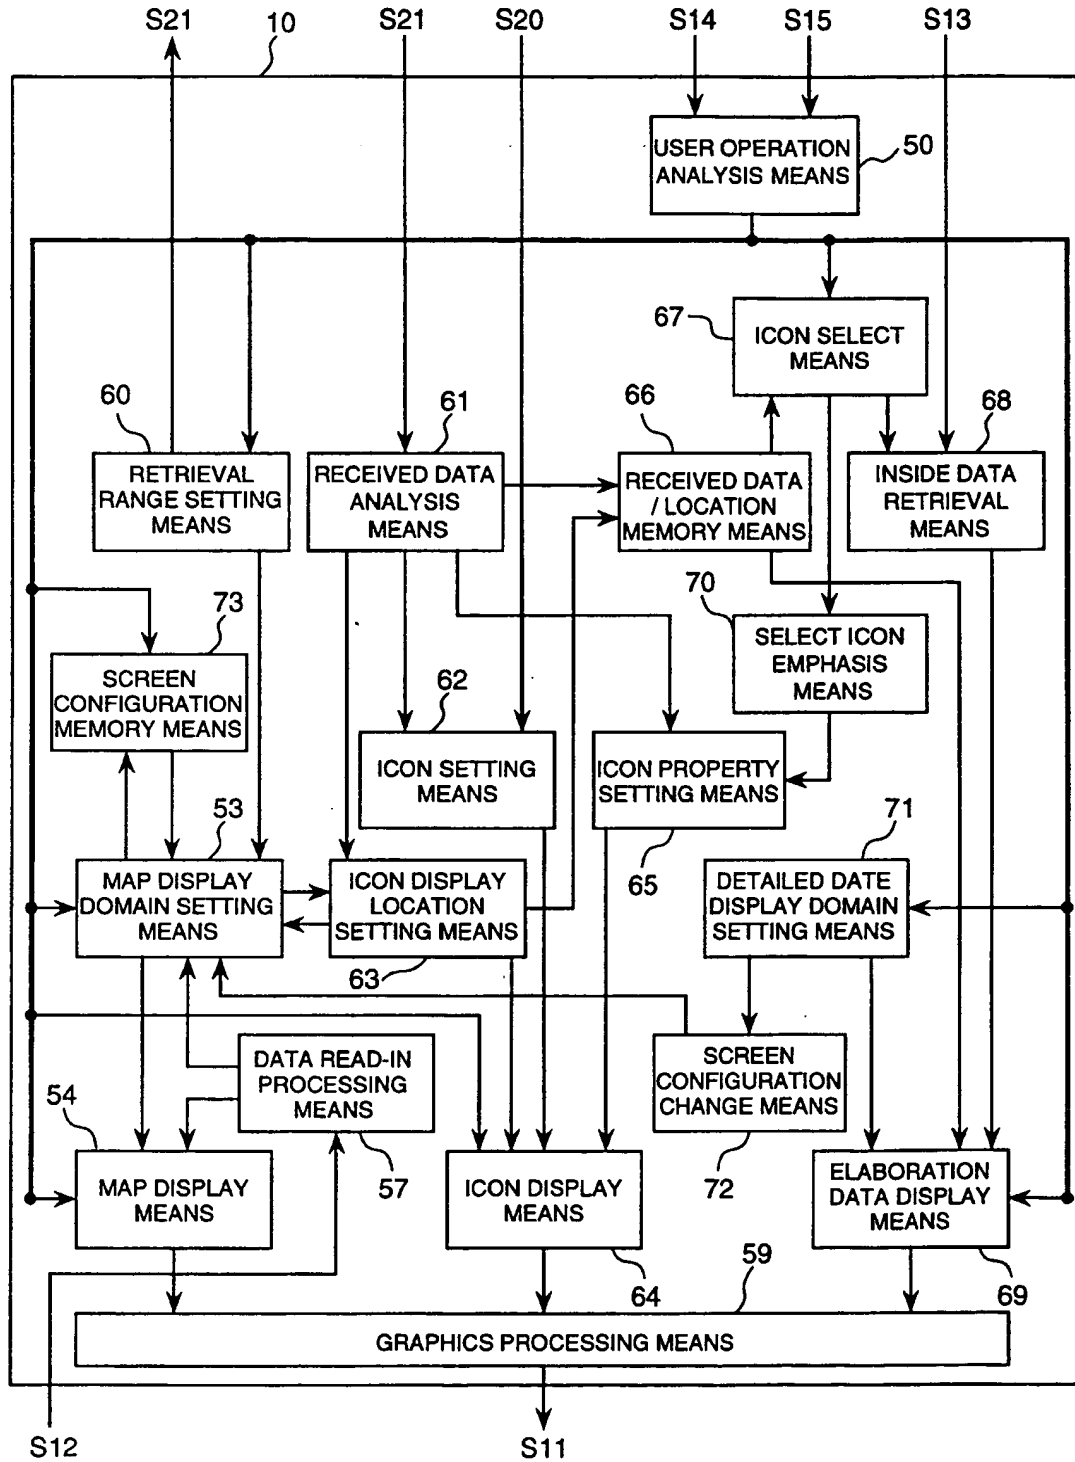 S21
10
S21
S20
S14
S15
S13
USER OPERATION
ANALYSIS MEANS
50
67
ICON SELECT
MEANS
60
61
66
68
RETRIEVAL
RANGE SETTING
MEANS
RECEIVED DATA
ANALYSIS
MEANS
RECEIVED DATA
/ LOCATION
MEMORY MEANS
INSIDE DATA
RETRIEVAL
MEANS
73
SCREEN
CONFIGURATION
MEMORY MEANS
62
70
SELECT ICON
EMPHASIS
MEANS
ICON SETTING
MEANS
ICON PROPERTY
SETTING MEANS
53
65
71
MAP DISPLAY
DOMAIN SETTING
MEANS
ICON DISPLAY
LOCATION
SETTING MEANS
63
DETAILED DATE
DISPLAY DOMAIN
SETTING MEANS
DATA READ-IN
PROCESSING
MEANS
57
SCREEN
CONFIGURATION
CHANGE MEANS
72
54
MAP DISPLAY
MEANS
ICON DISPLAY
MEANS
64
ELABORATION
DATA DISPLAY
MEANS
69
59
GRAPHICS PROCESSING MEANS
S12
S11